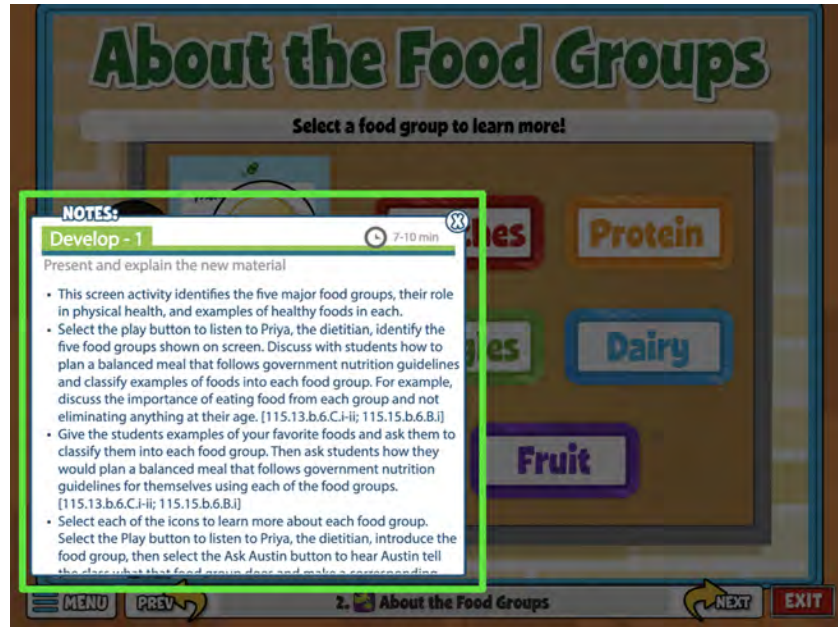 About the Food Groups
Select a food group to learn more!
Protein
Dairy
Fruit
NOTES:
X
Develop - 1
7-10 min
Present and explain the new material
• This screen activity identifies the five major food groups, their role
in physical health, and examples of healthy foods in each.
• Select the play button to listen to Priya, the dietitian, identify the
five food groups shown on screen. Discuss with students how to
plan a balanced meal that follows government nutrition guidelines
and classify examples of foods into each food group. For example,
discuss the importance of eating food from each group and not
eliminating anything at their age. [115.13.b.6.C.i-ii; 115.15.b.6.B.i]
• Give the students examples of your favorite foods and ask them to
classify them into each food group. Then ask students how they
would plan a balanced meal that follows government nutrition
guidelines for themselves using each of the food groups.
[115.13.b.6.C.i-ii; 115.15.b.6.B.i]
• Select each of the icons to learn more about each food group.
Select the Play button to listen to Priya, the dietitian, introduce the
food group, then select the Ask Austin button to hear Austin tell
the class what that food group does and make a corresponding
MENU
PREV
2. About the Food Groups
NEXT
EXIT